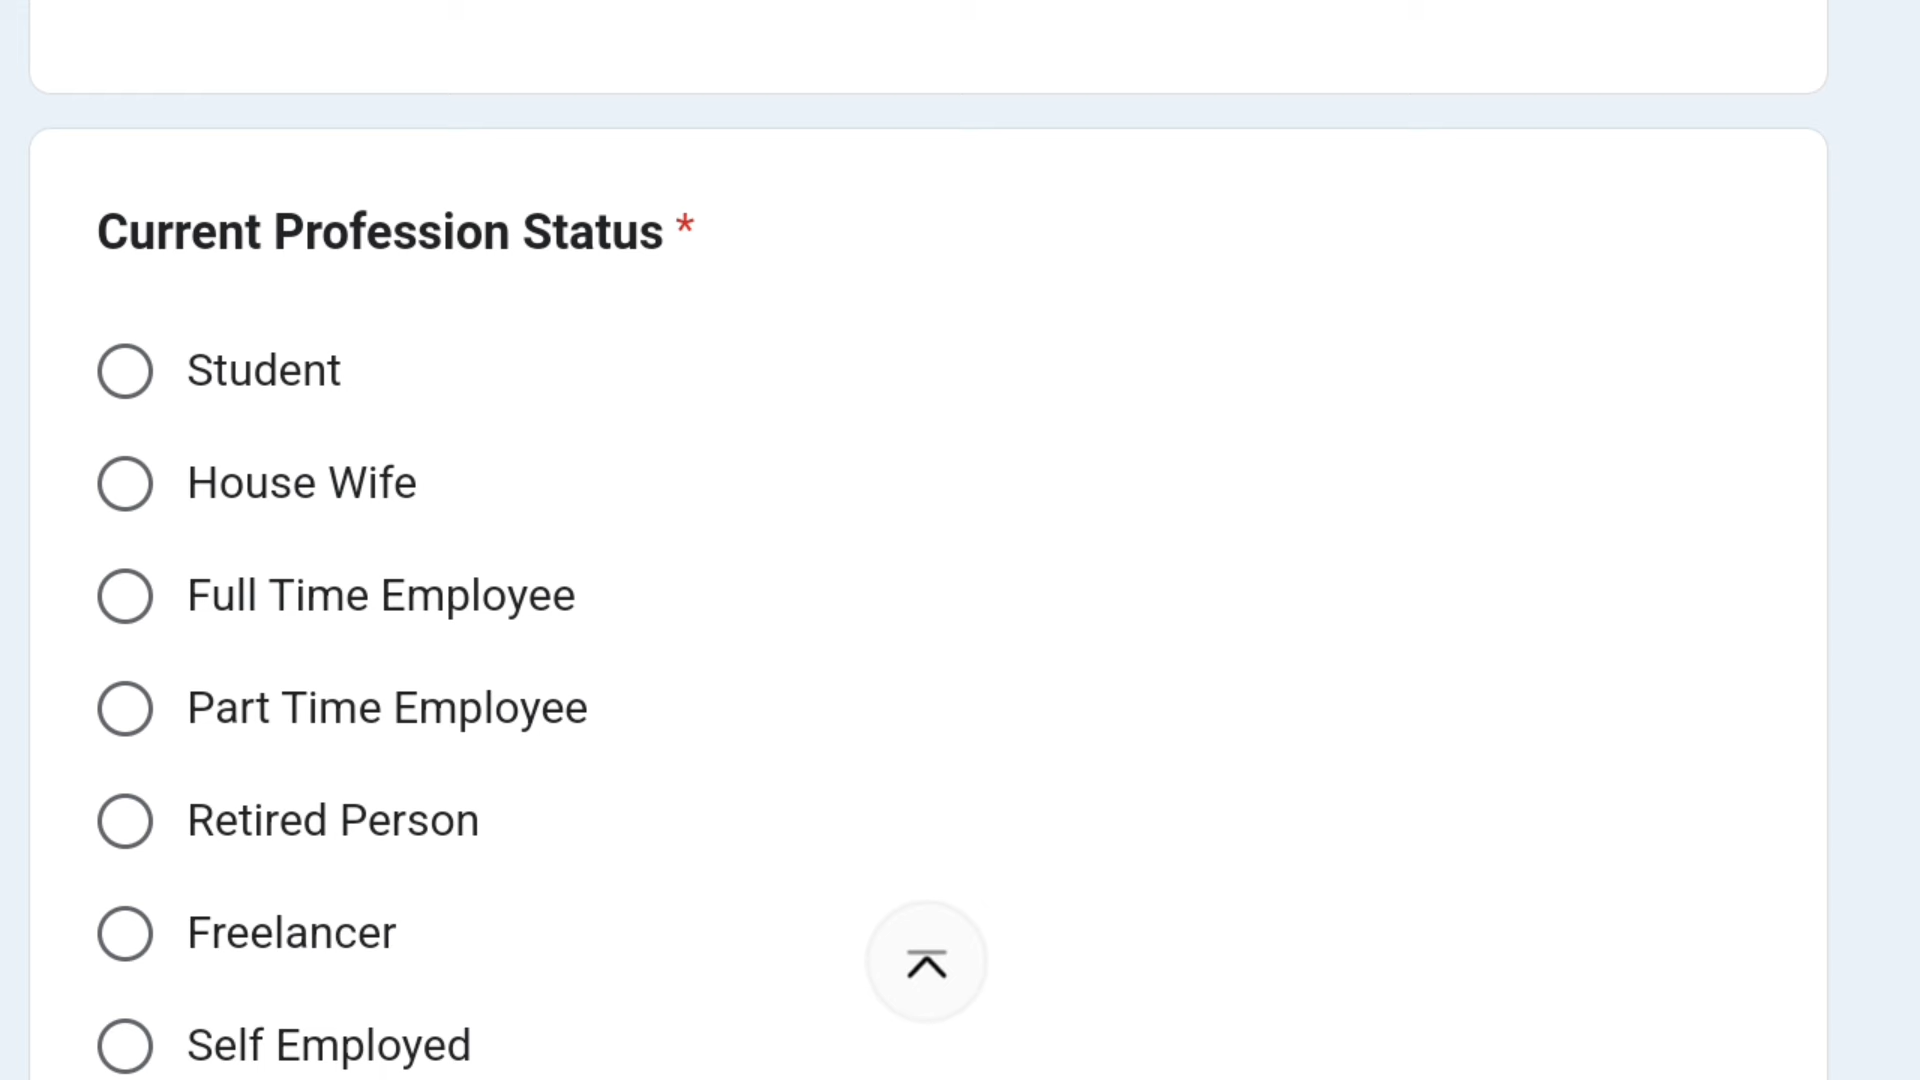 Current Profession Status *
Student
House Wife
Full Time Employee
Part Time Employee
Retired Person
Freelancer
Self Employed